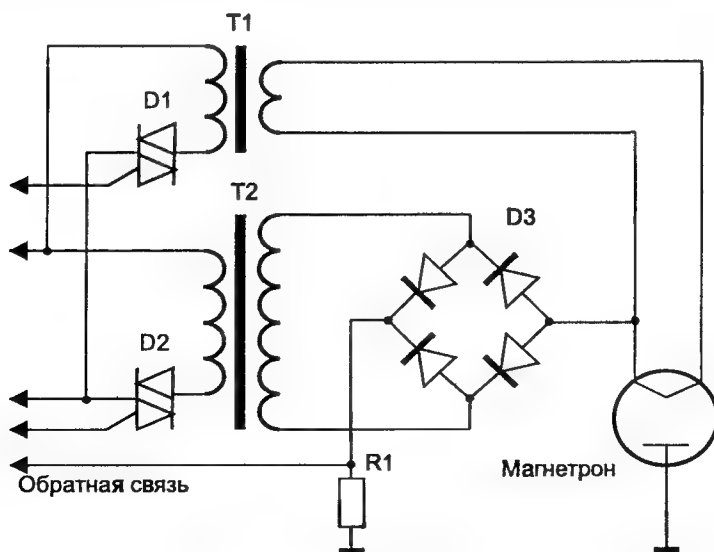 T1
D1
T2
D3
D2
R1
Магнетрон
Обратная связь